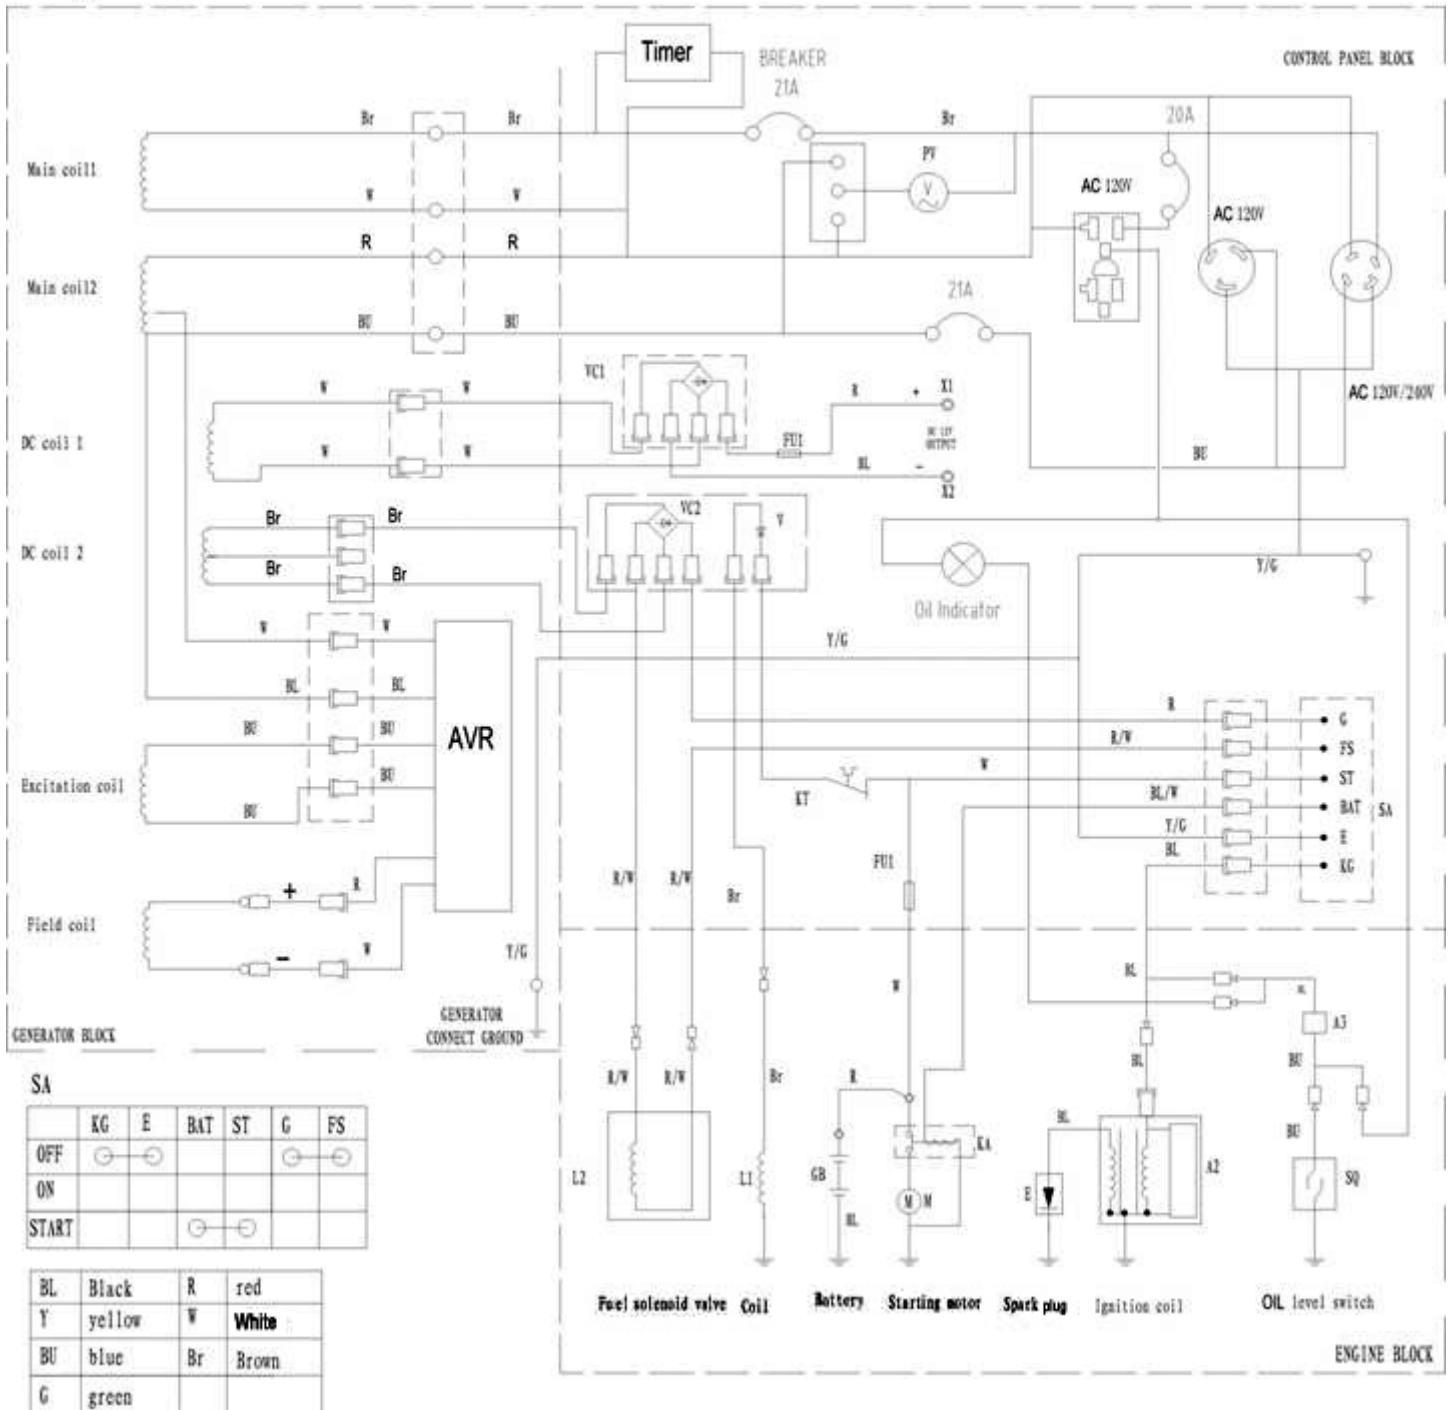 Timer
BREAKER
21A
CONTROL PANEL BLOCK
Br
Br
Br
20A
PV
V
Main coil1
W
W
AC 120V
AC 120V
R
R
Main coil2
BU
BU
21A
VC1
W
W
R
+
X1
AC 120V/240V
DC 12V
OUTPUT
DC coil 1
W
W
FU1
BL
-
X2
BU
VC2
V
Br
Br
DC coil 2
Br
Br
Y/G
Oil Indicator
W
W
Y/G
BL
BL
R
G
BU
BU
AVR
R/W
FS
W
ST
Excitation coil
BU
KT
BL/W
BAT
SA
BU
Y/G
E
BL
KG
FU1
R/W
R/W
Br
+
R
Field coil
-
W
Y/G
BL
W
BL
GENERATOR
CONNECT GROUND
A3
GENERATOR BLOCK
BL
BU
R/W
R/W
Br
R
BL
BU
KA
L2
L1
GB
M
M
E
A2
SQ
BL
Fuel solenoid valve
Coil
Battery
Starting motor
Spark plug
Ignition coil
OIL level switch
ENGINE BLOCK
SA
KG E BAT ST G FS
OFF
ON
START
BL Black R red
Y yellow W White
BU blue Br Brown
G green